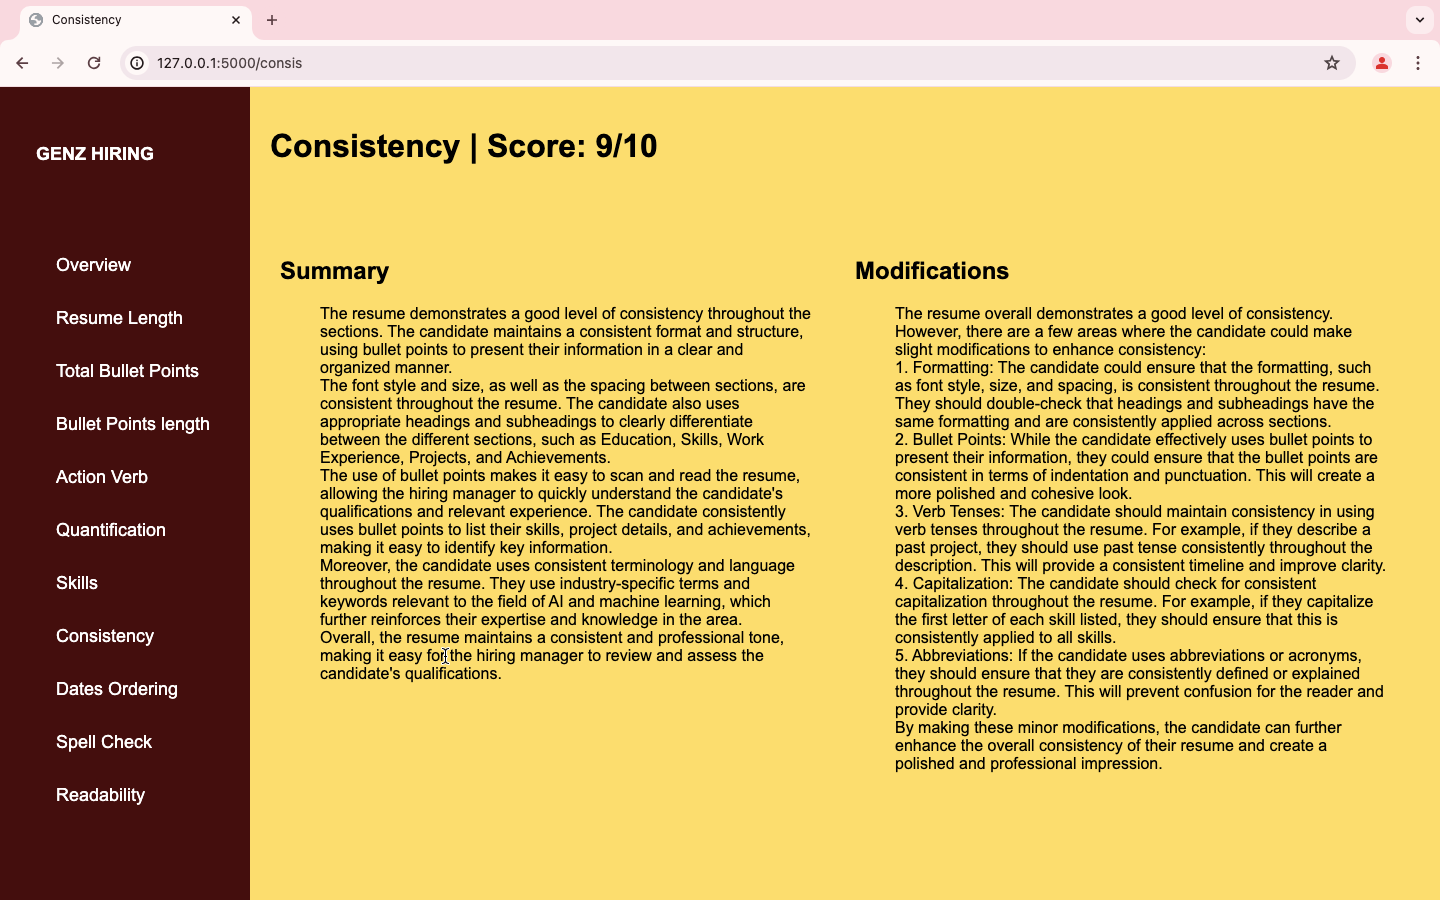 Consistency
127.0.0.1:5000/consis
GENZ HIRING
Overview
Resume Length
Total Bullet Points
Bullet Points length
Action Verb
Quantification
Skills
Consistency
Dates Ordering
Spell Check
Readability
Consistency | Score: 9/10
Summary
The resume demonstrates a good level of consistency throughout the
sections. The candidate maintains a consistent format and structure,
using bullet points to present their information in a clear and
organized manner.
The font style and size, as well as the spacing between sections, are
consistent throughout the resume. The candidate also uses
appropriate headings and subheadings to clearly differentiate
between the different sections, such as Education, Skills, Work
Experience, Projects, and Achievements.
The use of bullet points makes it easy to scan and read the resume,
allowing the hiring manager to quickly understand the candidate's
qualifications and relevant experience. The candidate consistently
uses bullet points to list their skills, project details, and achievements,
making it easy to identify key information.
Moreover, the candidate uses consistent terminology and language
throughout the resume. They use industry-specific terms and
keywords relevant to the field of AI and machine learning, which
further reinforces their expertise and knowledge in the area.
Overall, the resume maintains a consistent and professional tone,
making it easy for the hiring manager to review and assess the
candidate's qualifications.
Modifications
The resume overall demonstrates a good level of consistency.
However, there are a few areas where the candidate could make
slight modifications to enhance consistency:
1. Formatting: The candidate could ensure that the formatting, such
as font style, size, and spacing, is consistent throughout the resume.
They should double-check that headings and subheadings have the
same formatting and are consistently applied across sections.
2. Bullet Points: While the candidate effectively uses bullet points to
present their information, they could ensure that the bullet points are
consistent in terms of indentation and punctuation. This will create a
more polished and cohesive look.
3. Verb Tenses: The candidate should maintain consistency in using
verb tenses throughout the resume. For example, if they describe a
past project, they should use past tense consistently throughout the
description. This will provide a consistent timeline and improve clarity.
4. Capitalization: The candidate should check for consistent
capitalization throughout the resume. For example, if they capitalize
the first letter of each skill listed, they should ensure that this is
consistently applied to all skills.
5. Abbreviations: If the candidate uses abbreviations or acronyms,
they should ensure that they are consistently defined or explained
throughout the resume. This will prevent confusion for the reader and
provide clarity.
By making these minor modifications, the candidate can further
enhance the overall consistency of their resume and create a
polished and professional impression.